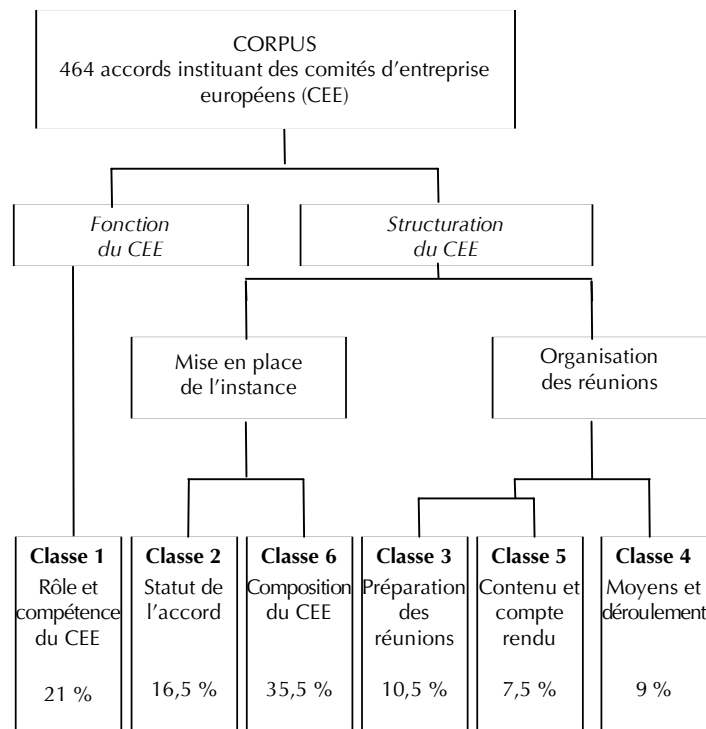 CORPUS
464 accords instituant des comités d'entreprise
européens (CEE)
Fonction
du CEE
Structuration
du CEE
Mise en place
de l'instance
Organisation
des réunions
Classe 1
Rôle et
compétence
du CEE
21 %
Classe 2
Statut de
l'accord
16,5 %
Classe 6
Composition
du CEE
35,5 %
Classe 3
Préparation
des
réunions
10,5 %
Classe 5
Contenu et
compte
rendu
7,5 %
Classe 4
Moyens et
déroulement
9 %